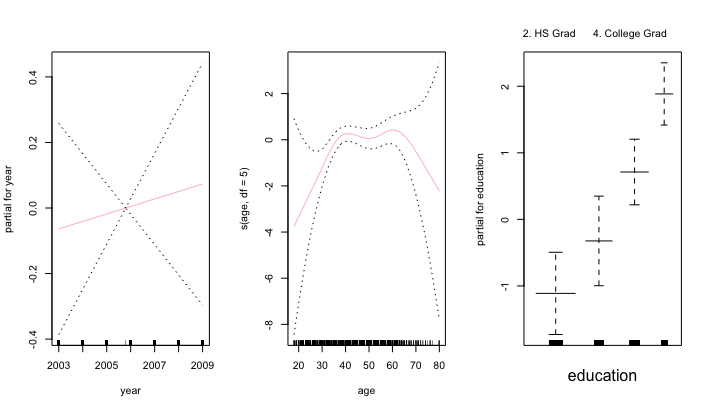 2. HS Grad 4. College Grad
partial for year
0.4
0.2
0.0
-0.2
-0.4
2003 2005 2007 2009
year
s(age, df = 5)
2
0
-2
-4
-6
-8
20 30 40 50 60 70 80
age
partial for education
2
1
0
-1
education